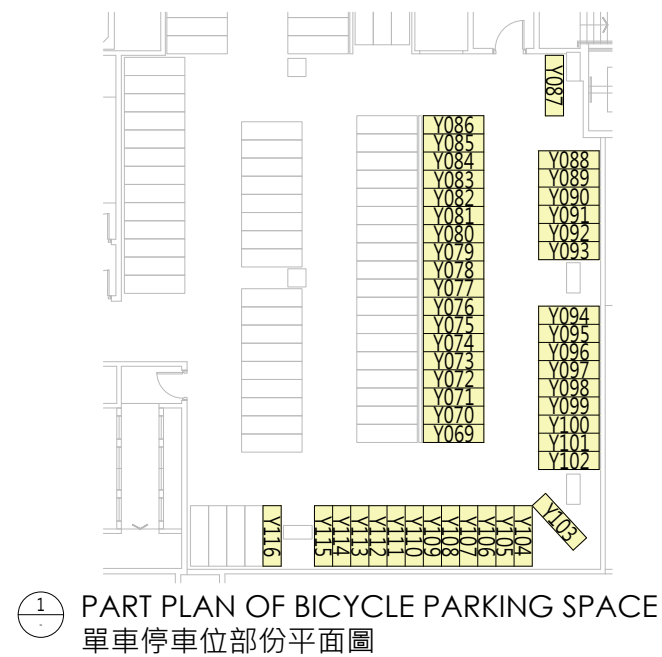 Y087
Y086
Y085
Y084
Y083
Y082
Y081
Y080
Y079
Y078
Y077
Y076
Y075
Y074
Y073
Y072
Y071
Y070
Y069
Y088
Y089
Y090
Y091
Y092
Y093
Y094
Y095
Y096
Y097
Y098
Y099
Y100
Y101
Y102
Y103
Y116
Y115
Y114
Y113
Y112
Y111
Y110
Y109
Y108
Y107
Y106
Y105
Y104
1
-
PART PLAN OF BICYCLE PARKING SPACE
單車停車位部份平面圖